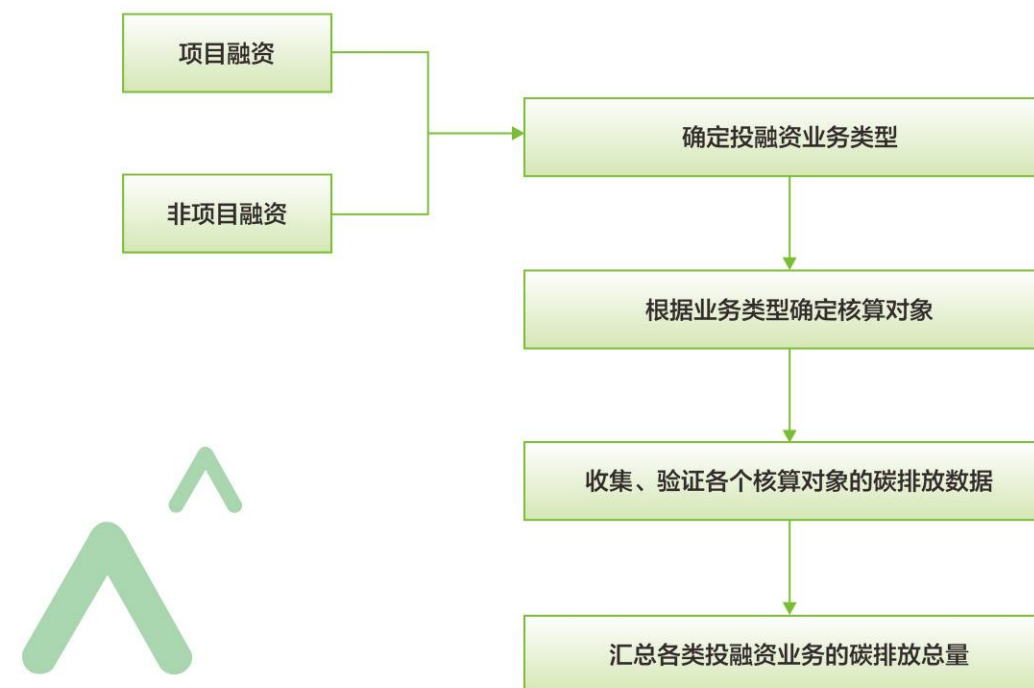 项目融资
非项目融资
确定投融资业务类型
根据业务类型确定核算对象
收集、验证各个核算对象的碳排放数据
汇总各类投融资业务的碳排放总量